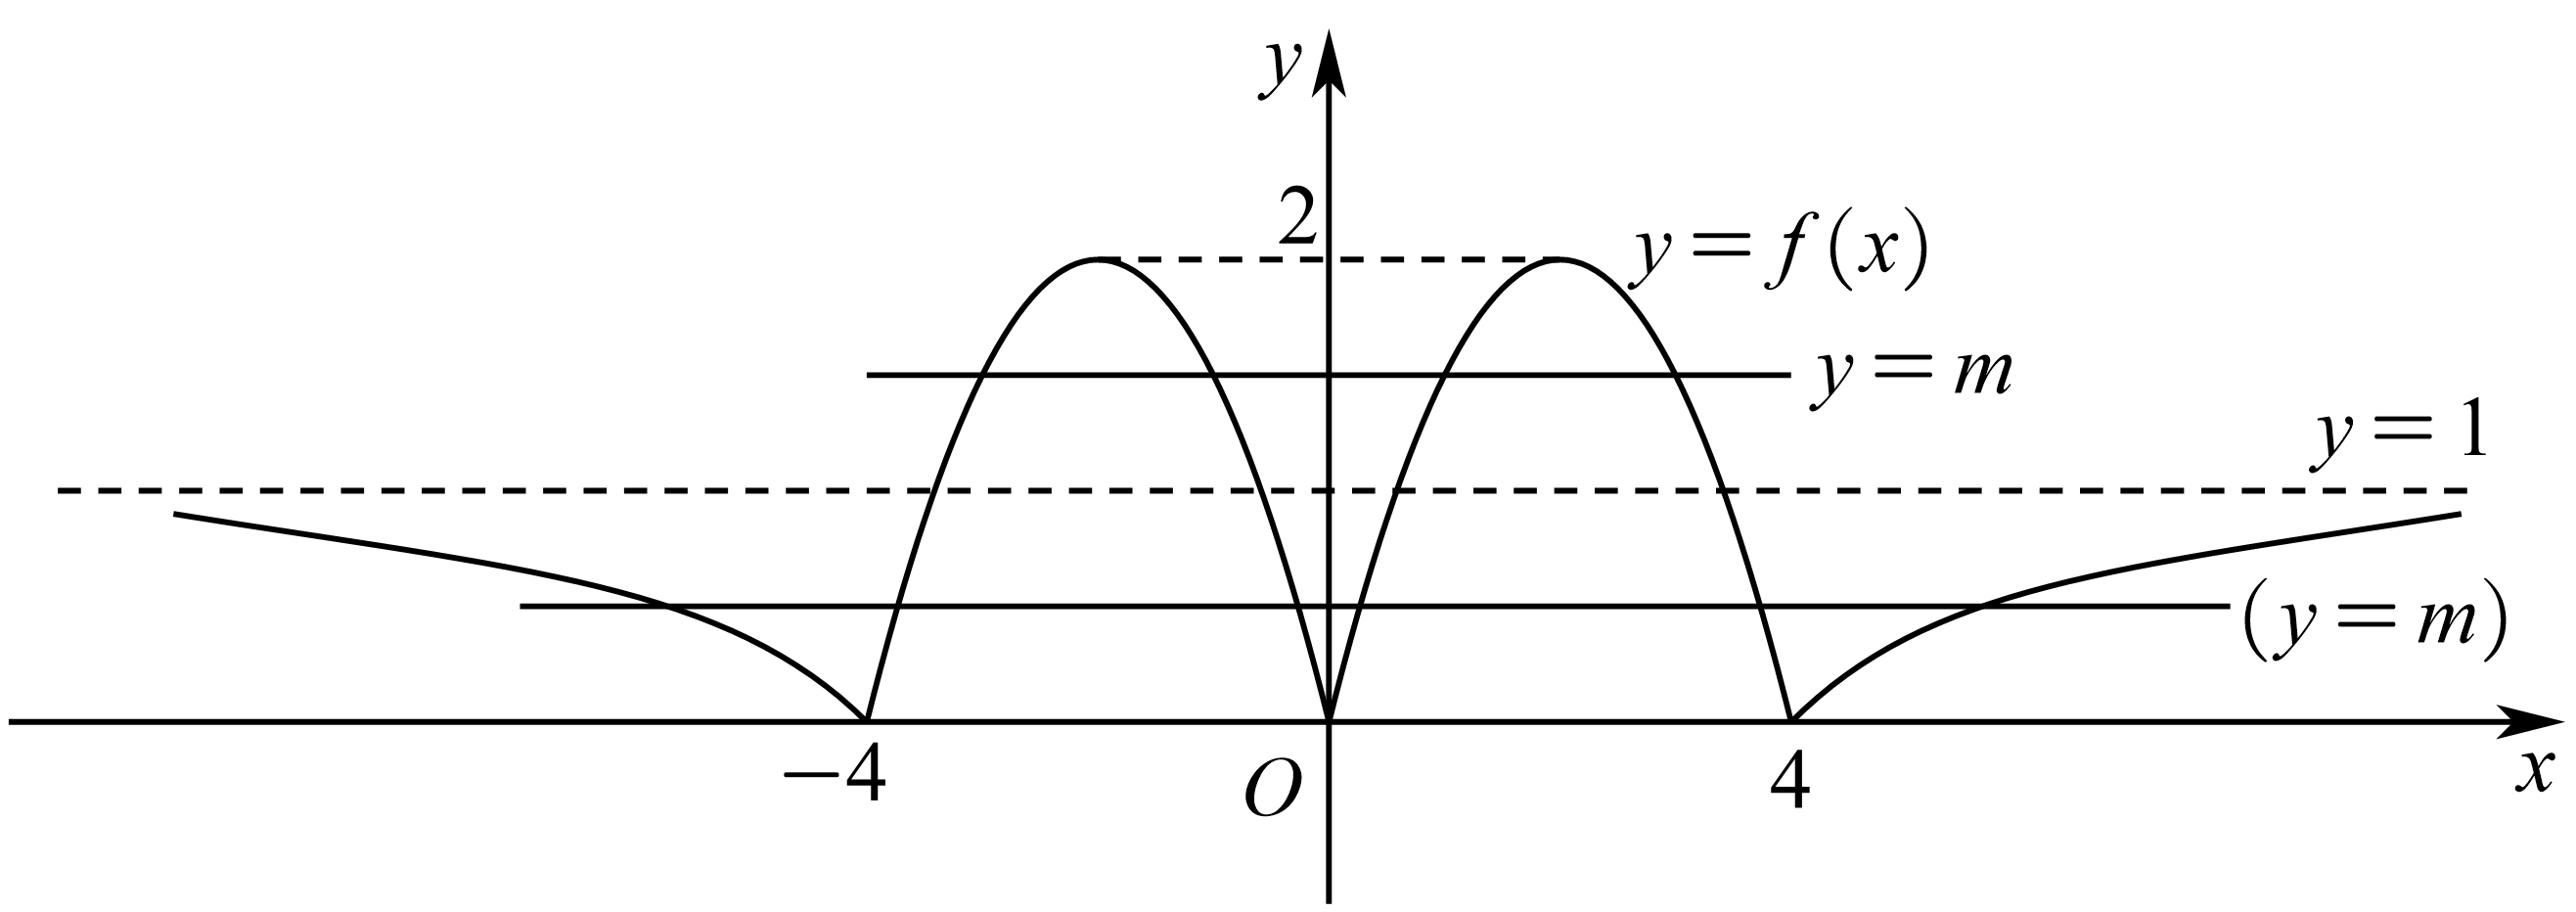 y
2
y = f(x)
y = m
y = 1
(y = m)
−4
O
4
x